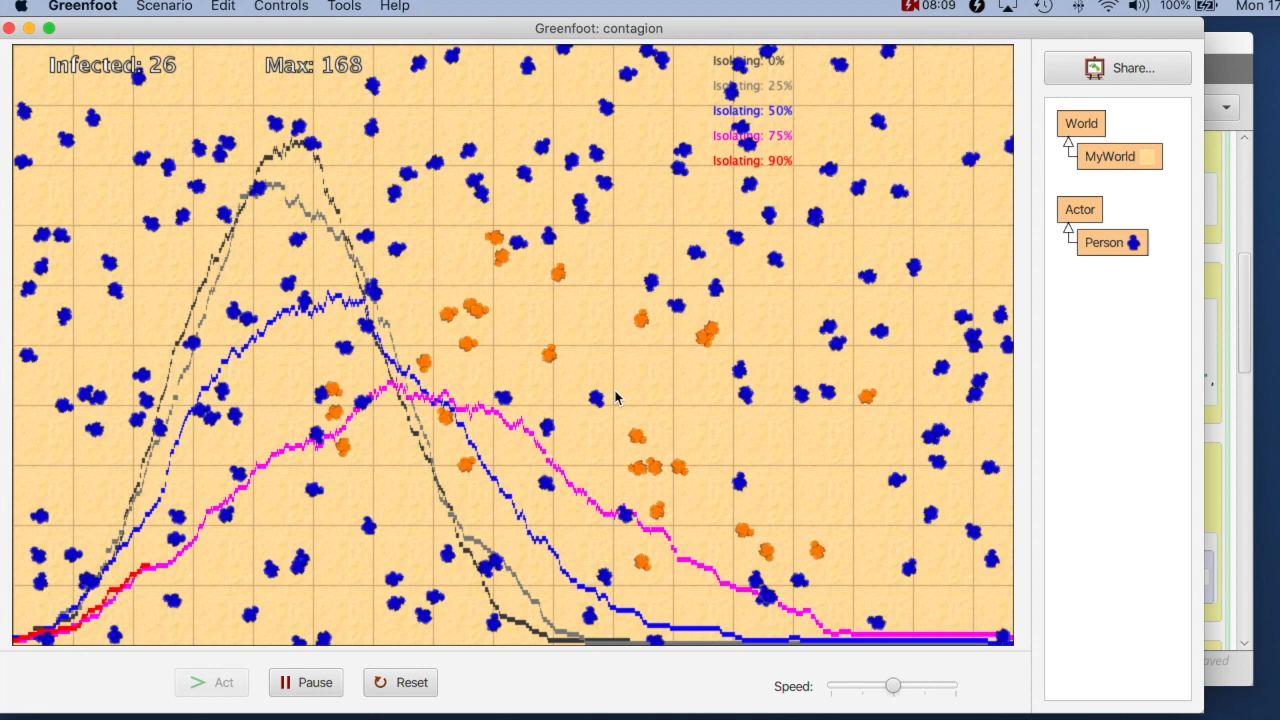 Greenfoot Scenario Edit Controls Tools Help 08:09 100% Mon 17
Greenfoot: contagion
Infected: 26 Max: 168
Isolating: 0%
Isolating: 25%
Isolating: 50%
Isolating: 75%
Isolating: 90%
Share...
World
MyWorld
Actor
Person
Act Pause Reset Speed: